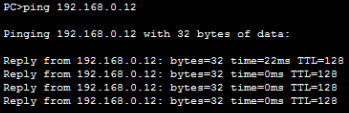 PC>ping 192.168.0.12
Pinging 192.168.0.12 with 32 bytes of data:
Reply from 192.168.0.12: bytes=32 time=22ms TTL=128
Reply from 192.168.0.12: bytes=32 time=0ms TTL=128
Reply from 192.168.0.12: bytes=32 time=0ms TTL=128
Reply from 192.168.0.12: bytes=32 time=0ms TTL=128